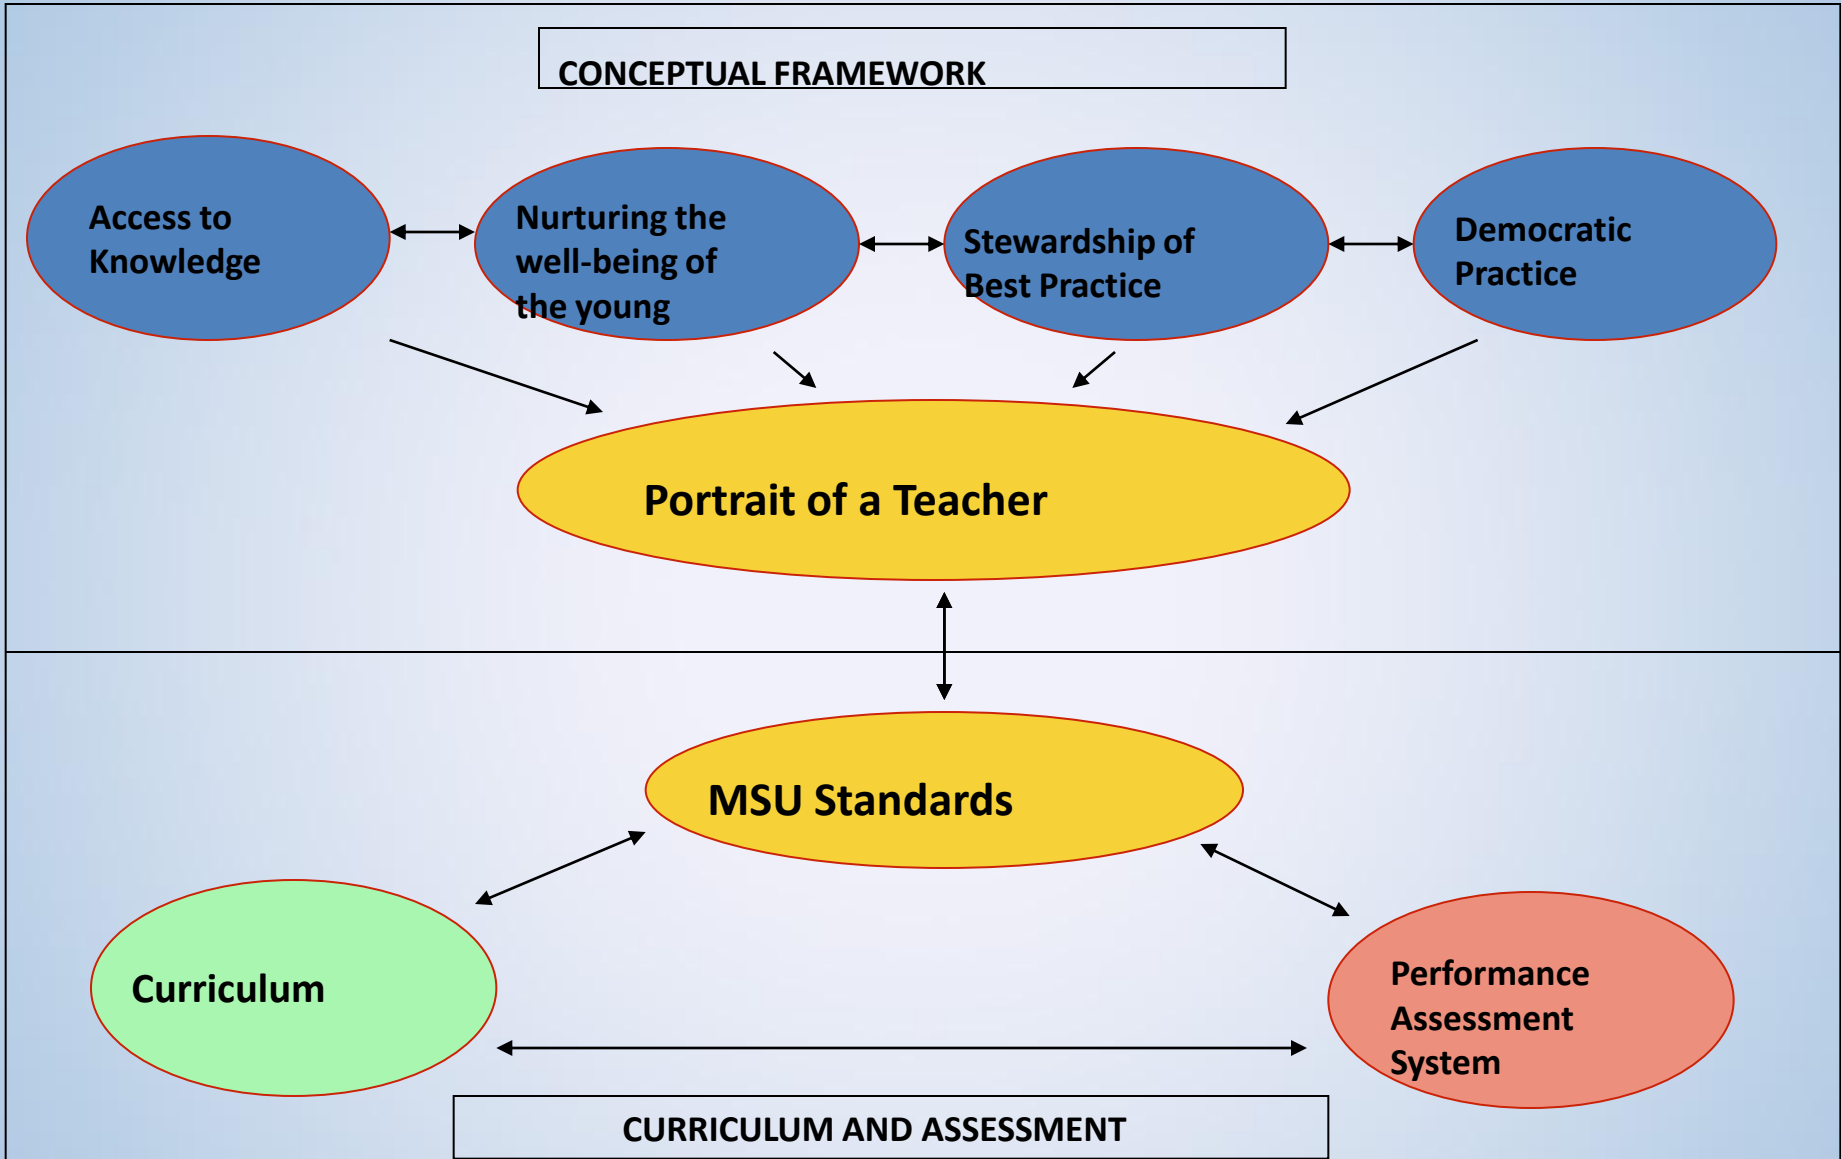 CONCEPTUAL FRAMEWORK
Access to
Knowledge
Nurturing the
well-being of
the young
Stewardship of
Best Practice
Democratic
Practice
Portrait of a Teacher
MSU Standards
Curriculum
Performance
Assessment
System
CURRICULUM AND ASSESSMENT